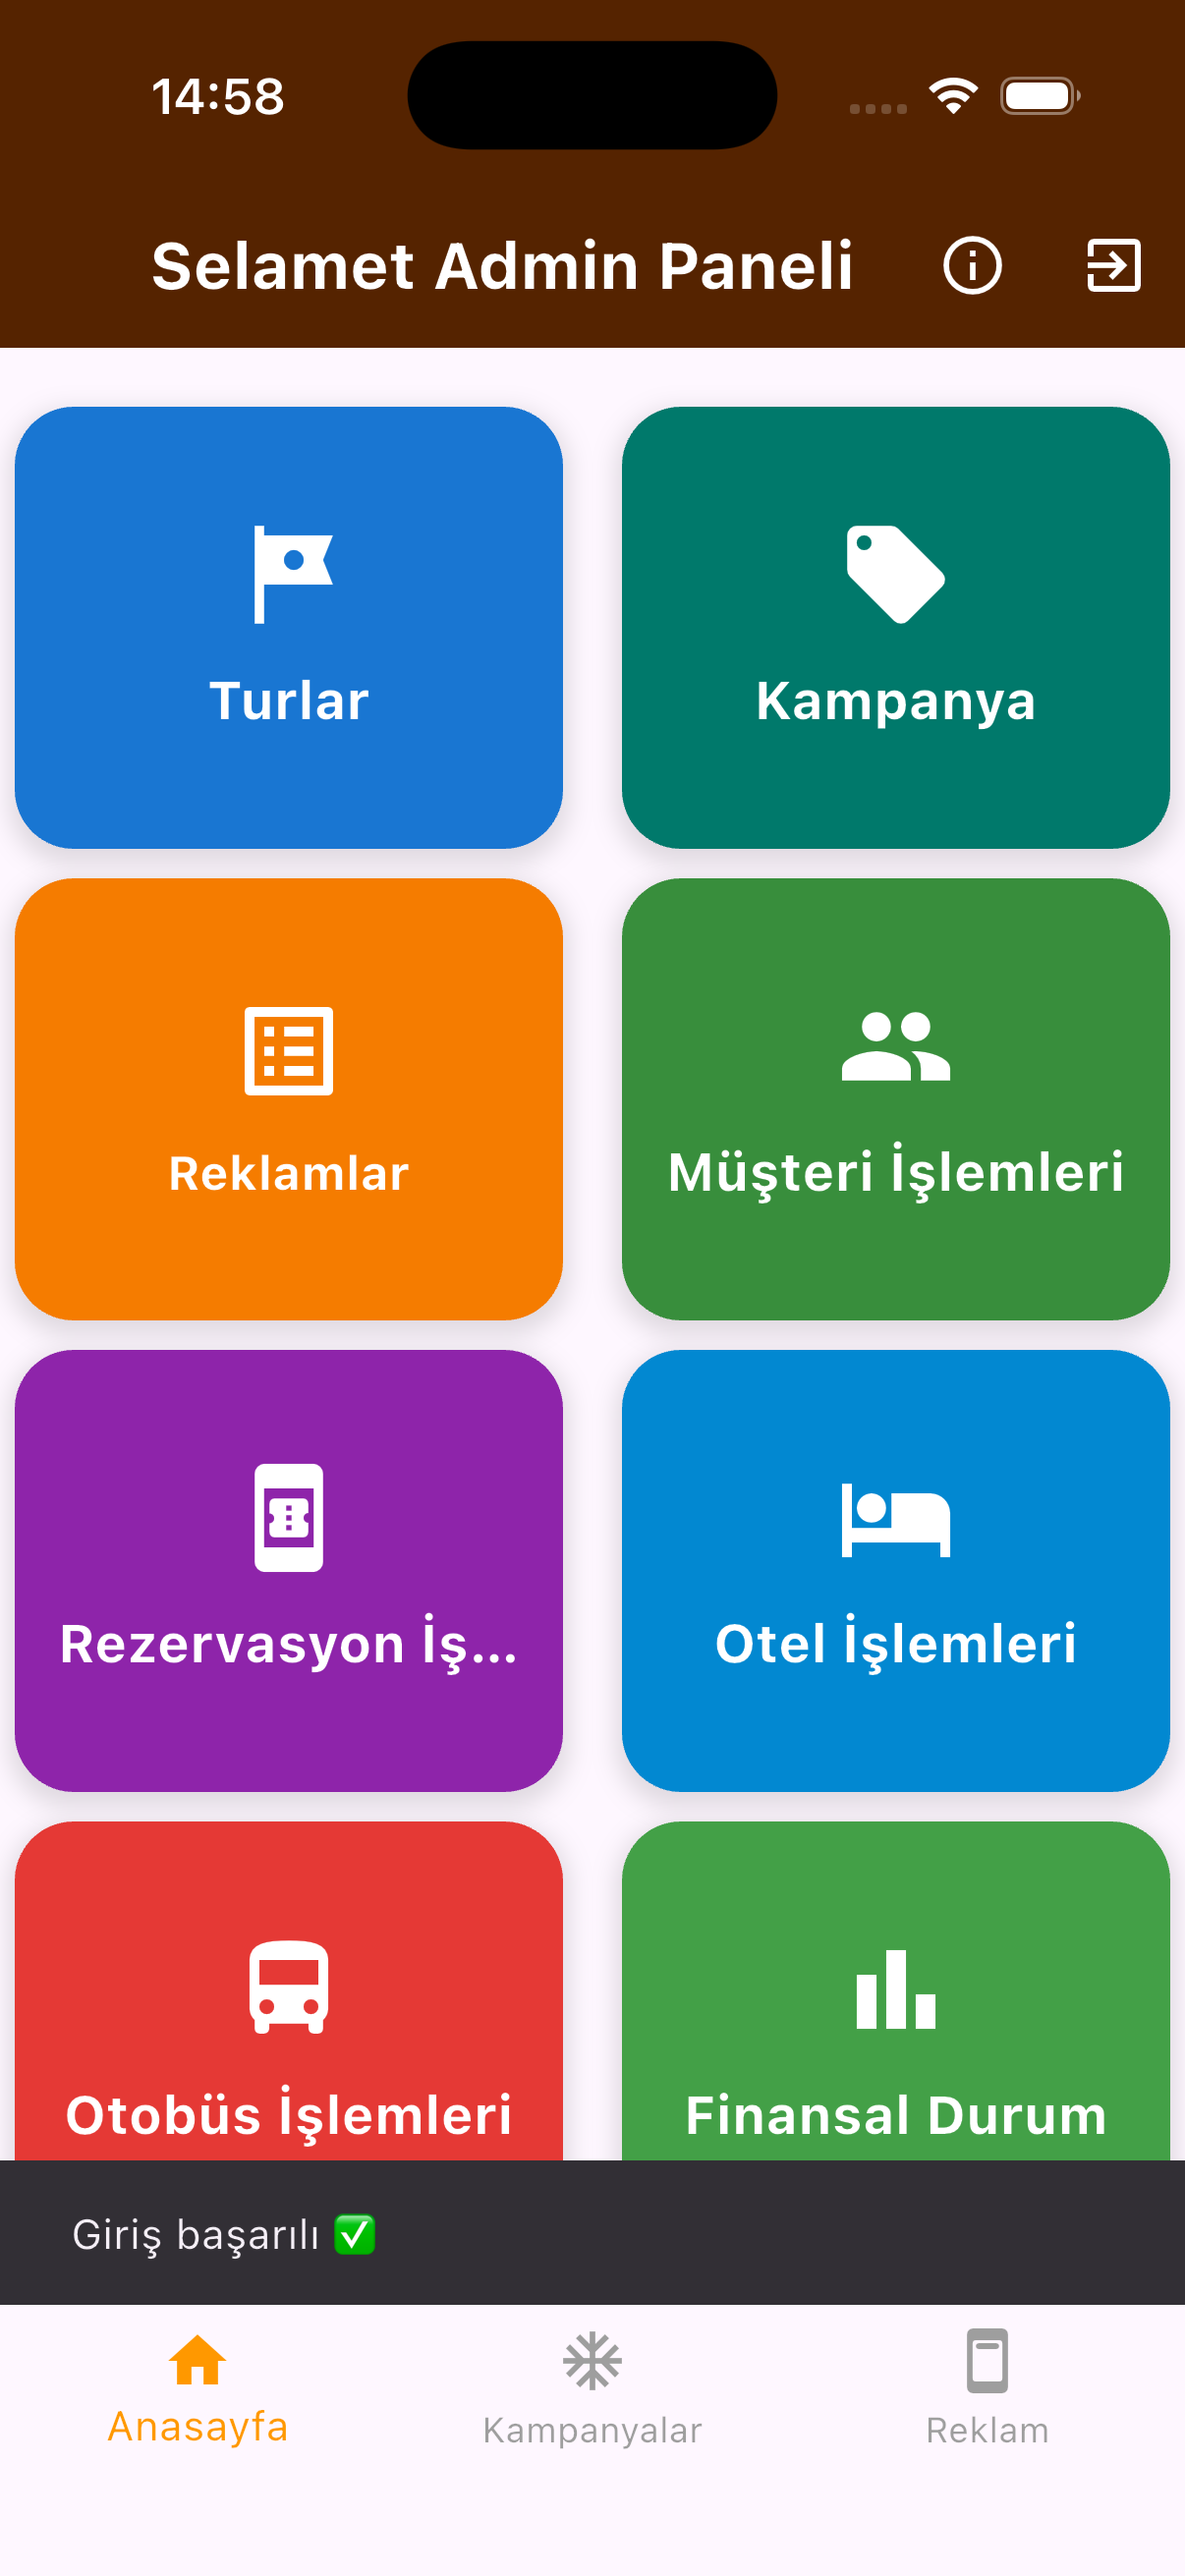 14:58
Selamet Admin Paneli
Turlar
Kampanya
Reklamlar
Müşteri İşlemleri
Rezervasyon İş...
Otel İşlemleri
Otobüs İşlemleri
Finansal Durum
Giriş başarılı ✅
Anasayfa
Kampanyalar
Reklam